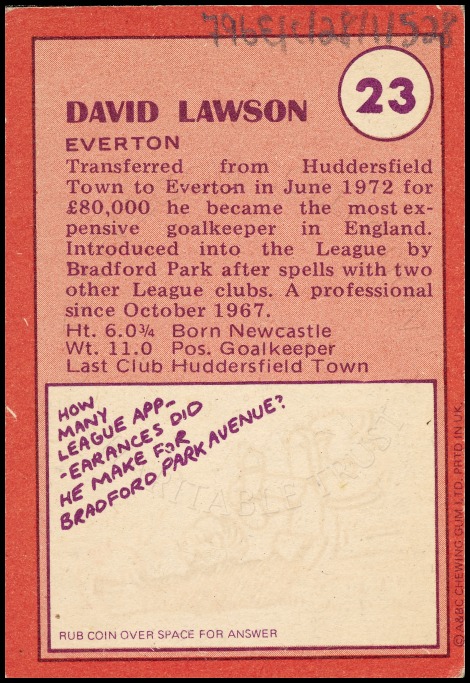 23
DAVID LAWSON
EVERTON
Transferred from Huddersfield
Town to Everton in June 1972 for
£80,000 he became the most ex-
pensive goalkeeper in England.
Introduced into the League by
Bradford Park after spells with two
other League clubs. A professional
since October 1967.
Ht. 6.0¾ Born Newcastle
Wt. 11.0 Pos. Goalkeeper
Last Club Huddersfield Town
HOW
MANY
LEAGUE APP-
-EARANCES DID
HE MAKE FOR
BRADFORD PARK AVENUE?
RITABLE TRUST
RUB COIN OVER SPACE FOR ANSWER
© A&BC CHEWING GUM LTD. PRTD IN U.K.